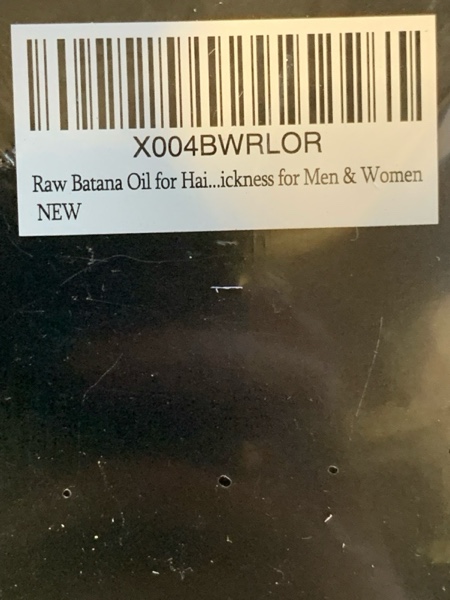 X004BWRLOR
Raw Batana Oil for Hai...ickness for Men & Women
NEW